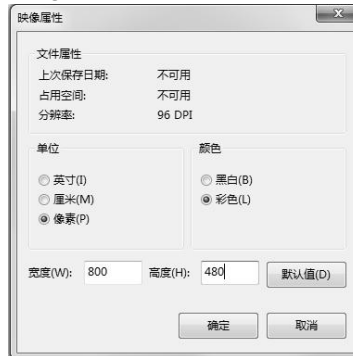 映像属性
文件属性
上次保存日期: 不可用
占用空间: 不可用
分辨率: 96 DPI
单位
英寸(I)
厘米(M)
像素(P)
颜色
黑白(B)
彩色(L)
宽度(W): 800 高度(H): 480 默认值(D)
确定 取消